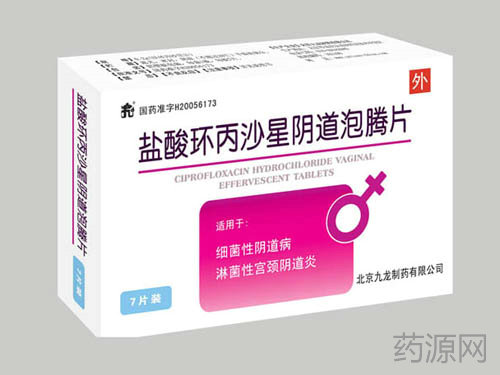 国药准字H20056173
外
盐酸环丙沙星阴道泡腾片
CIPROFLOXACIN HYDROCHLORIDE VAGINAL
EFFERVESCENT TABLETS
适用于:
细菌性阴道病
淋菌性宫颈阴道炎
7片装
北京九龙制药有限公司
盐酸环丙沙星阴道泡腾片
7片装
药源网